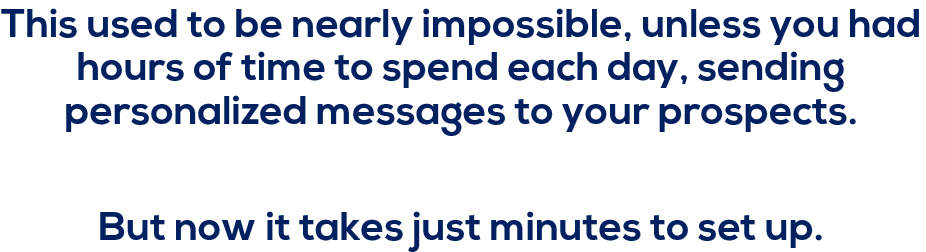 This used to be nearly impossible, unless you had
hours of time to spend each day, sending
personalized messages to your prospects.
But now it takes just minutes to set up.